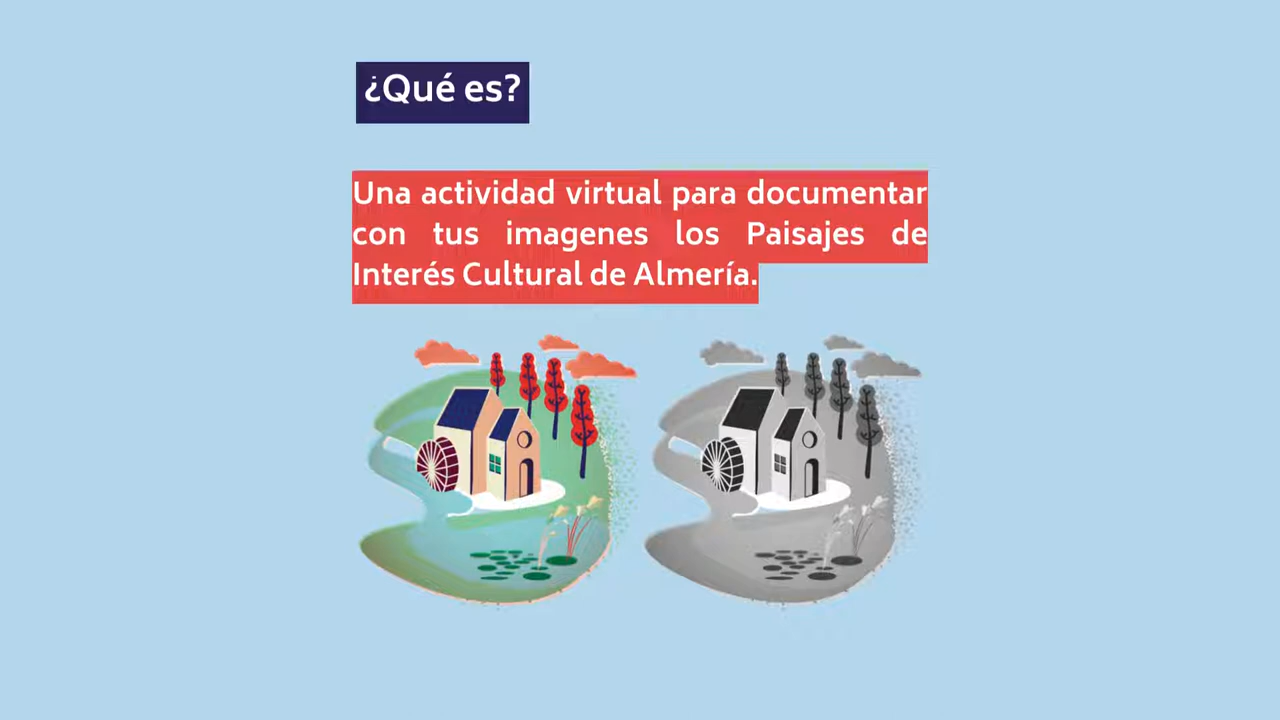 ¿Qué es?
Una actividad virtual para documentar
con tus imagenes los Paisajes de
Interés Cultural de Almería.